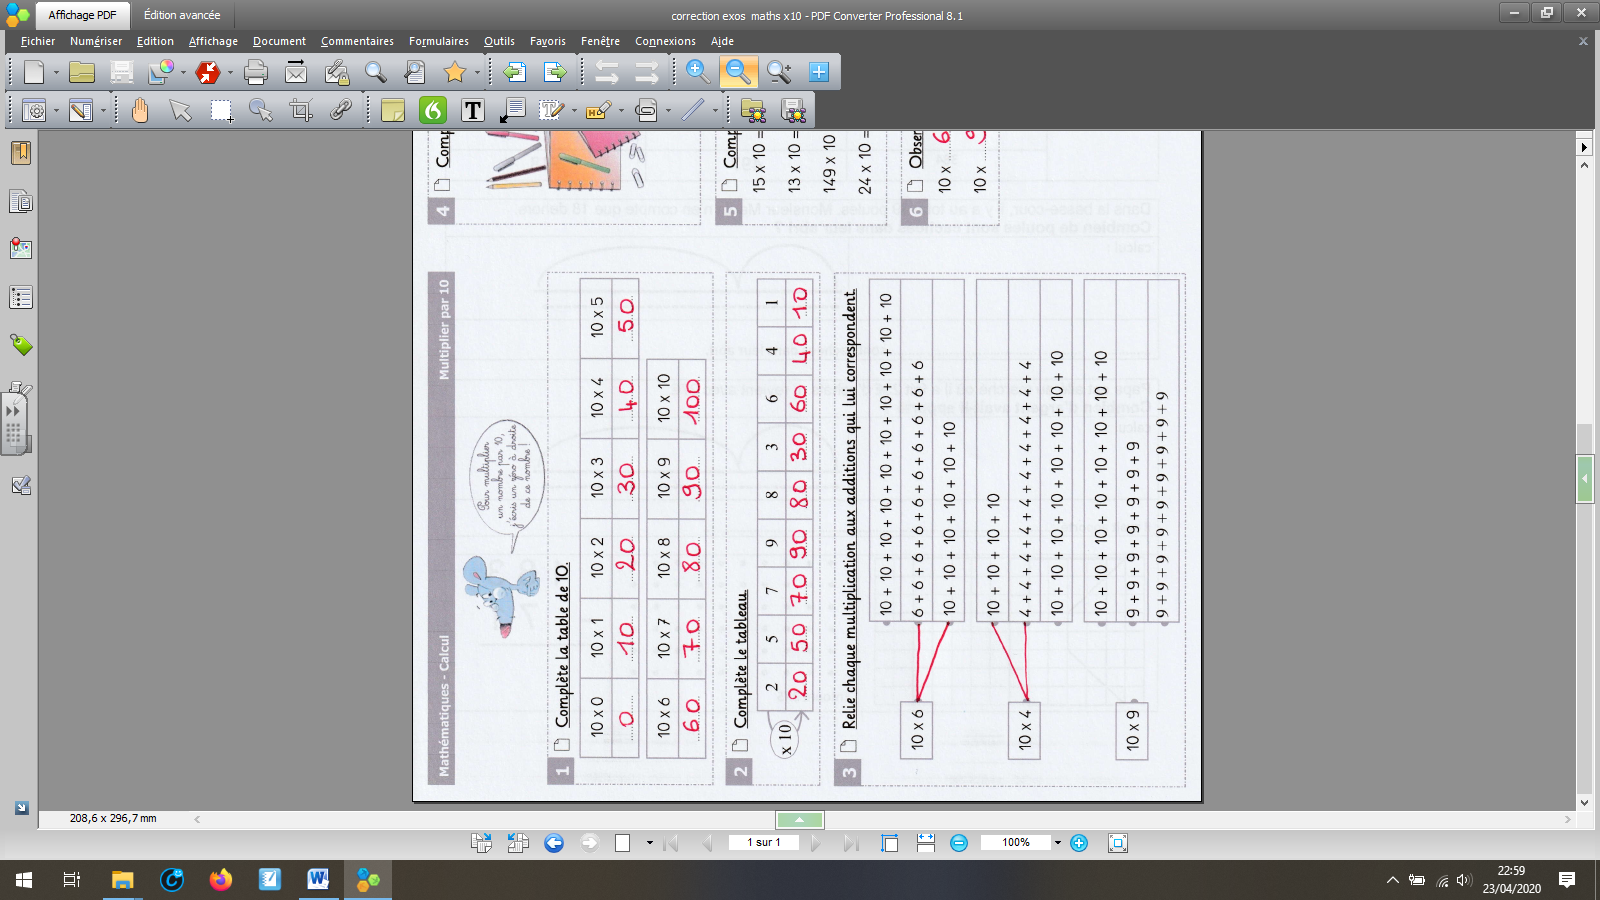 Affichage PDF
Édition avancée
correction exos maths x10 - PDF Converter Professional 8.1
Fichier Numériser Edition Affichage Document Commentaires Formulaires Outils Favoris Fenêtre Connexions Aide
Mathématiques - Calcul
Multiplier par 10
Pour multiplier
un nombre par 10,
j'écris un zéro à droite
de ce nombre !
1 Complète la table de 10.
10 x 0 10 x 1 10 x 2 10 x 3 10 x 4 10 x 5
0 10 20 30 40 50
10 x 6 10 x 7 10 x 8 10 x 9 10 x 10
60 70 80 90 100
2 Complète le tableau.
x 10
2 5 7 9 8 3 6 4 1
20 50 70 90 80 30 60 40 10
3 Relie chaque multiplication aux additions qui lui correspondent.
10 x 6
10 + 10 + 10 + 10 + 10 + 10 + 10 + 10 + 10
6 + 6 + 6 + 6 + 6 + 6 + 6 + 6 + 6 + 6
10 + 10 + 10 + 10 + 10 + 10
10 x 4
10 + 10 + 10 + 10
4 + 4 + 4 + 4 + 4 + 4 + 4 + 4 + 4 + 4
10 + 10 + 10 + 10 + 10 + 10 + 10 + 10
10 x 9
10 + 10 + 10 + 10 + 10 + 10 + 10 + 10
9 + 9 + 9 + 9 + 9 + 9 + 9
9 + 9 + 9 + 9 + 9 + 9 + 9 + 9 + 9
4 Comp
5 Comp
15 x 10 =
13 x 10 =
149 x 10
24 x 10 =
6 Obser
10 x 6
10 x
208,6 x 296,7 mm
1 sur 1
100%
22:59
23/04/2020